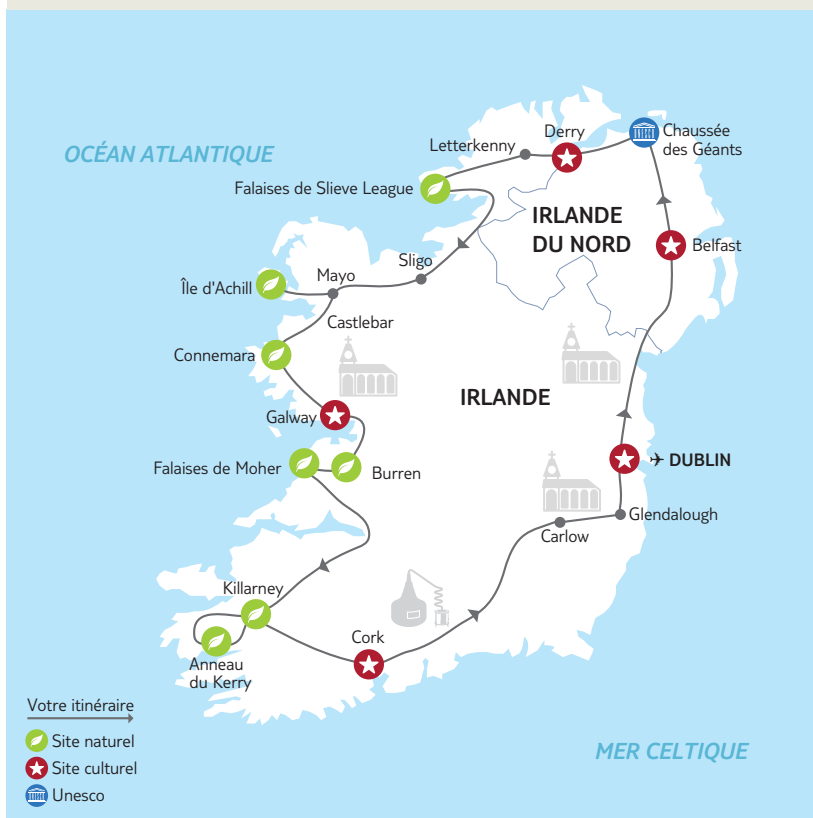 OCÉAN ATLANTIQUE
Letterkenny
Derry
Chaussée
des Géants
Falaises de Slieve League
IRLANDE
DU NORD
Belfast
Sligo
Mayo
Île d'Achill
Castlebar
Connemara
IRLANDE
Galway
Falaises de Moher
Burren
DUBLIN
Glendalough
Carlow
Killarney
Cork
Anneau
du Kerry
Votre itinéraire
Site naturel
Site culturel
Unesco
MER CELTIQUE